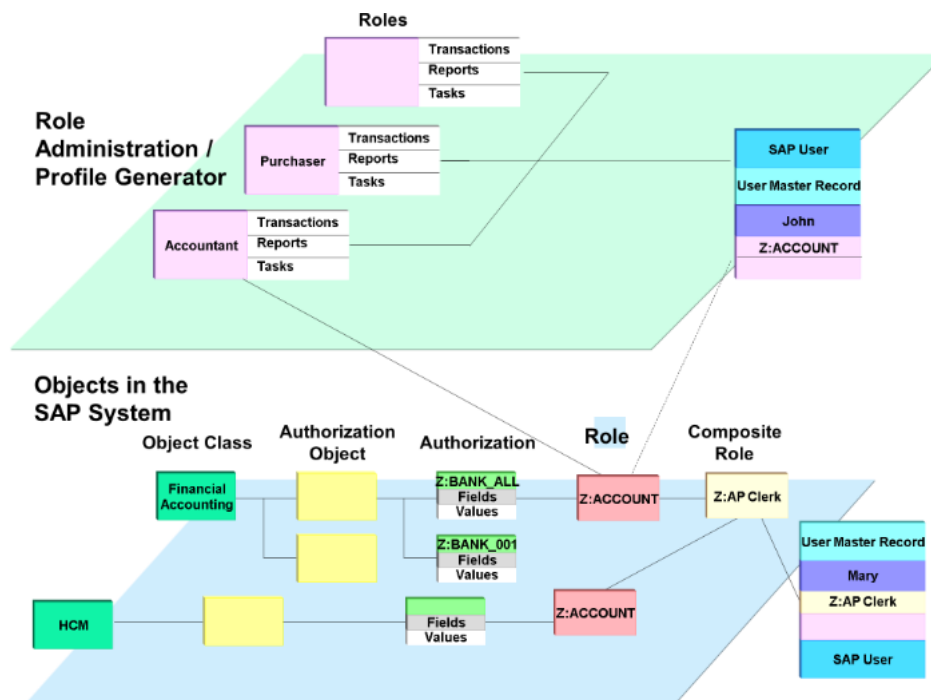 Roles
Transactions
Reports
Tasks
Role
Administration /
Profile Generator
Transactions
Purchaser
Reports
Tasks
SAP User
User Master Record
John
Z:ACCOUNT
Transactions
Accountant
Reports
Tasks
Objects in the
SAP System
Object Class
Authorization
Object
Authorization
Role
Composite
Role
Financial
Accounting
Z:BANK_ALL
Fields
Values
Z:ACCOUNT
Z:AP Clerk
Z:BANK_001
Fields
Values
User Master Record
Mary
Z:AP Clerk
SAP User
HCM
Fields
Values
Z:ACCOUNT